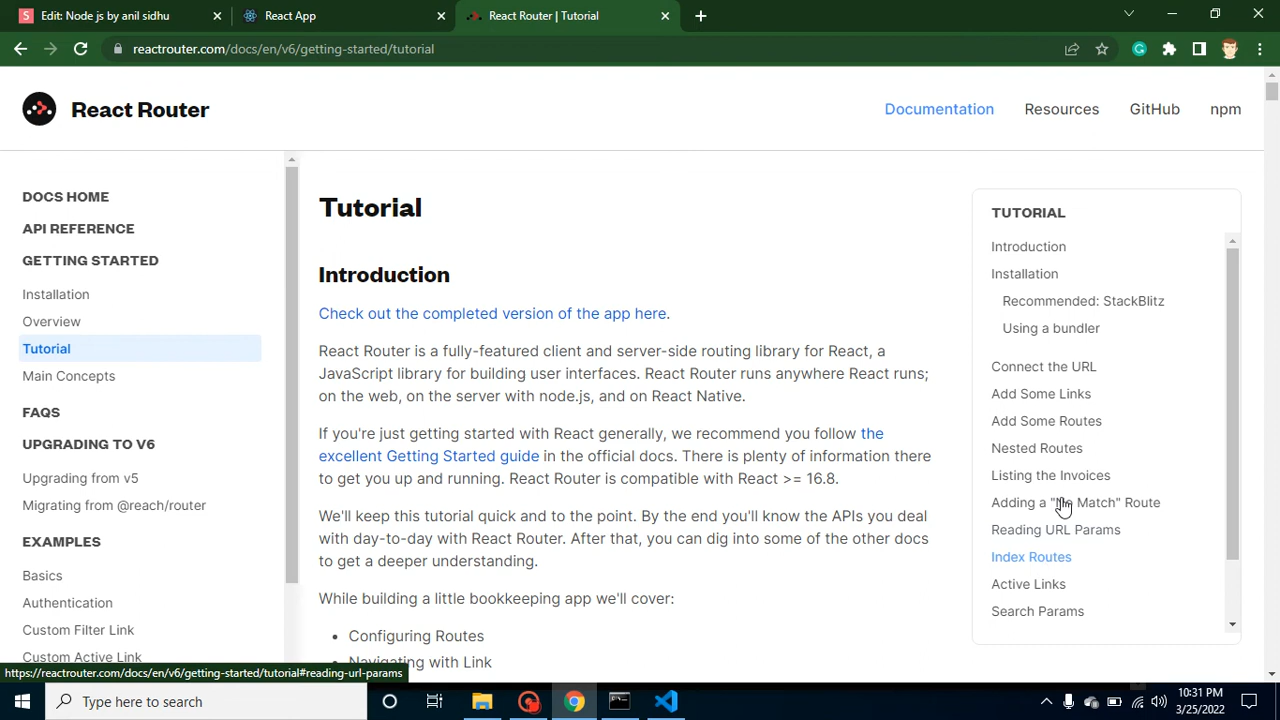 Edit: Node js by anil sidhu
React App
React Router | Tutorial
reactrouter.com/docs/en/v6/getting-started/tutorial
React Router
Documentation
Resources
GitHub
npm
DOCS HOME
API REFERENCE
GETTING STARTED
Installation
Overview
Tutorial
Main Concepts
FAQS
UPGRADING TO V6
Upgrading from v5
Migrating from @reach/router
EXAMPLES
Basics
Authentication
Custom Filter Link
Custom Active Link
Tutorial
Introduction
Check out the completed version of the app here.
React Router is a fully-featured client and server-side routing library for React, a
JavaScript library for building user interfaces. React Router runs anywhere React runs;
on the web, on the server with node.js, and on React Native.
If you're just getting started with React generally, we recommend you follow the
excellent Getting Started guide in the official docs. There is plenty of information there
to get you up and running. React Router is compatible with React >= 16.8.
We'll keep this tutorial quick and to the point. By the end you'll know the APIs you deal
with day-to-day with React Router. After that, you can dig into some of the other docs
to get a deeper understanding.
While building a little bookkeeping app we'll cover:
• Configuring Routes
• Navigating with Link
TUTORIAL
Introduction
Installation
Recommended: StackBlitz
Using a bundler
Connect the URL
Add Some Links
Add Some Routes
Nested Routes
Listing the Invoices
Adding a "No Match" Route
Reading URL Params
Index Routes
Active Links
Search Params
https://reactrouter.com/docs/en/v6/getting-started/tutorial#reading-url-params
Type here to search
10:31 PM
3/25/2022